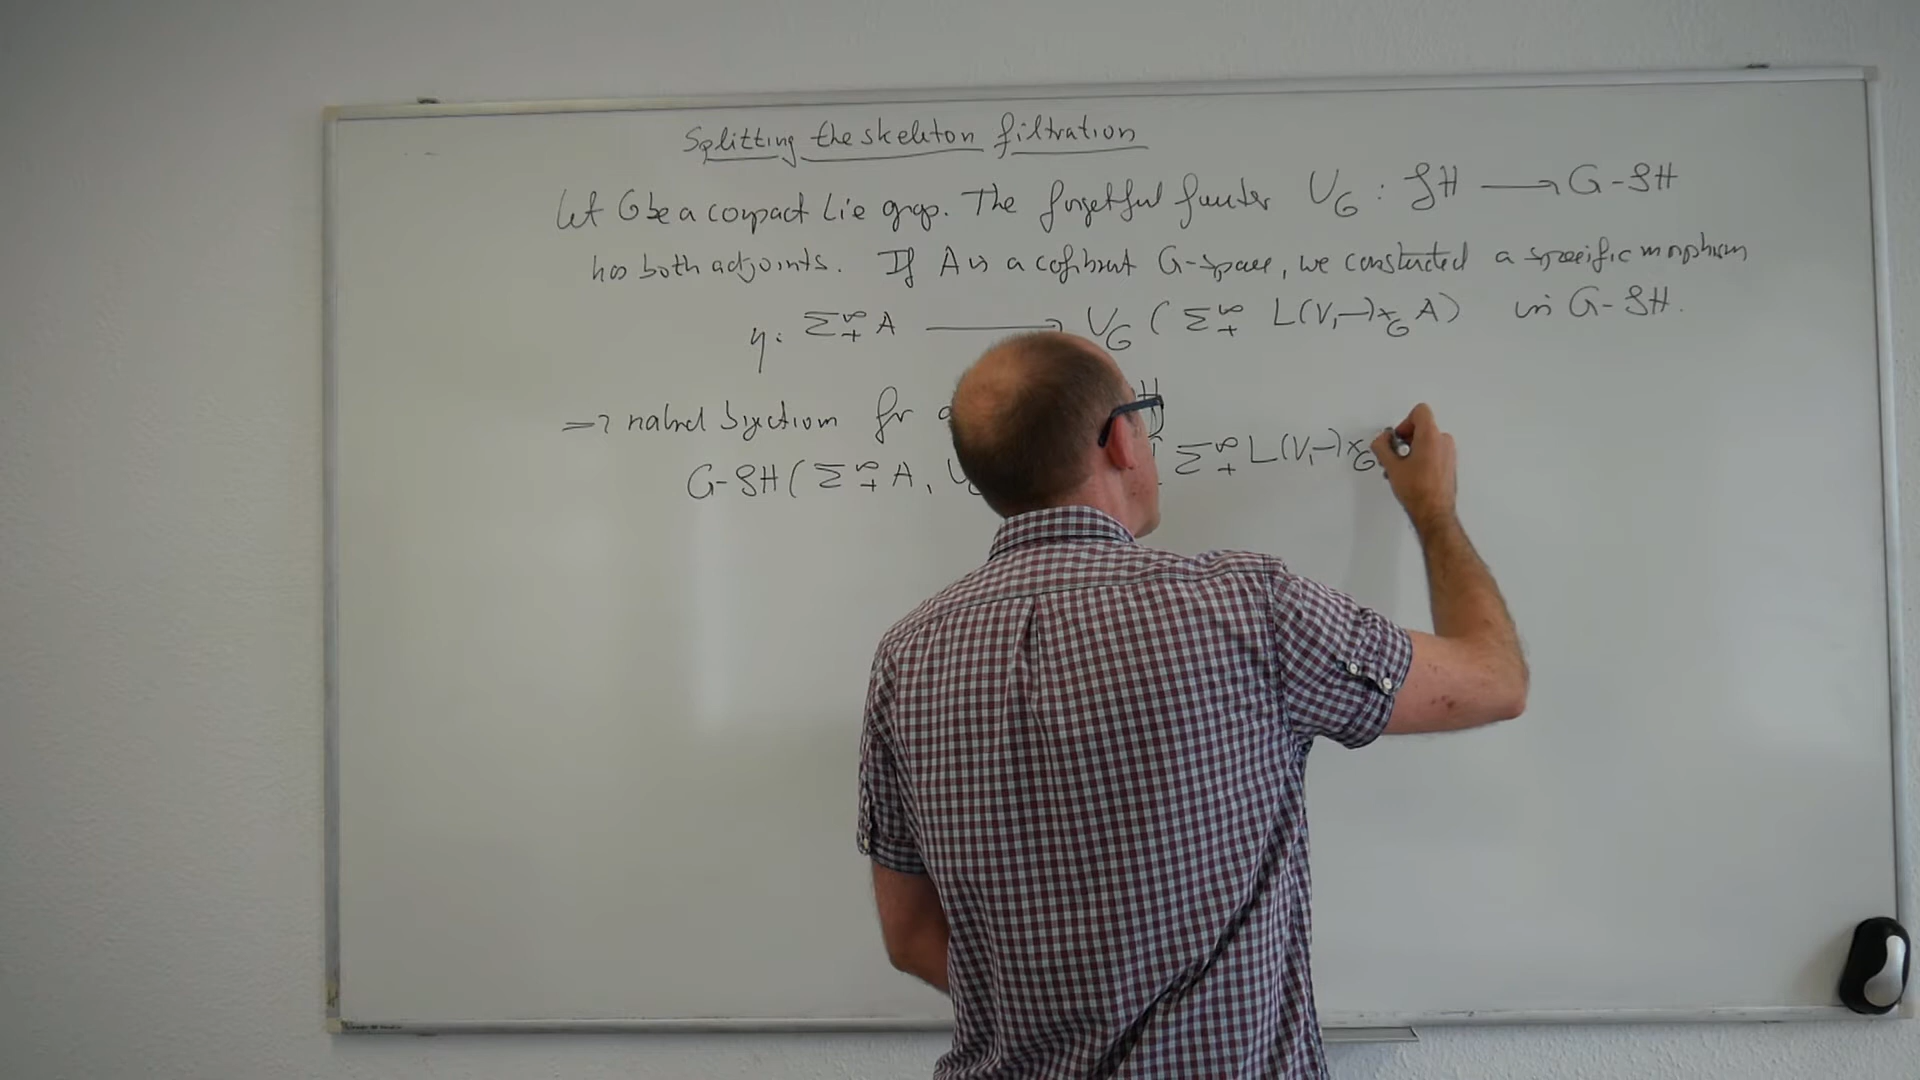 Splitting the skeleton filtration
Let G be a compact Lie grop. The forgetful functor U_G : SH ⟶ G-SH
has both adjoints. If A is a cofibrant G-space, we constructed a specific morphism
η: Σ^∞_+ A ⟶ U_G (Σ^∞_+ L(V,-)×_G A) in G-SH.
=> natural bijection for
G-SH(Σ^∞_+ A, U Σ^∞_+ L(V,-)×_G